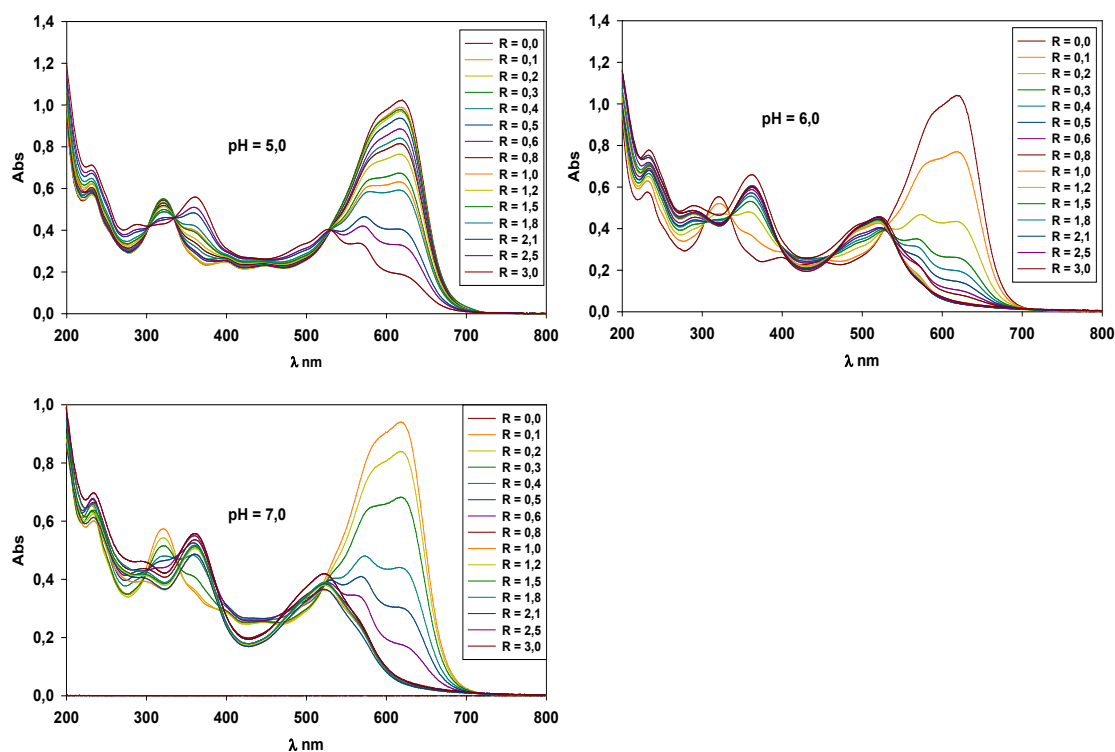 1,4
1,2
1,0
0,8
0,6
0,4
0,2
0,0
Abs
pH = 5,0
R = 0,0
R = 0,1
R = 0,2
R = 0,3
R = 0,4
R = 0,5
R = 0,6
R = 0,8
R = 1,0
R = 1,2
R = 1,5
R = 1,8
R = 2,1
R = 2,5
R = 3,0
200 300 400 500 600 700 800
λ nm
1,4
1,2
1,0
0,8
0,6
0,4
0,2
0,0
Abs
pH = 6,0
R = 0,0
R = 0,1
R = 0,2
R = 0,3
R = 0,4
R = 0,5
R = 0,6
R = 0,8
R = 1,0
R = 1,2
R = 1,5
R = 1,8
R = 2,1
R = 2,5
R = 3,0
200 300 400 500 600 700 800
λ nm
1,0
0,8
0,6
0,4
0,2
0,0
Abs
pH = 7,0
R = 0,0
R = 0,1
R = 0,2
R = 0,3
R = 0,4
R = 0,5
R = 0,6
R = 0,8
R = 1,0
R = 1,2
R = 1,5
R = 1,8
R = 2,1
R = 2,5
R = 3,0
200 300 400 500 600 700 800
λ nm